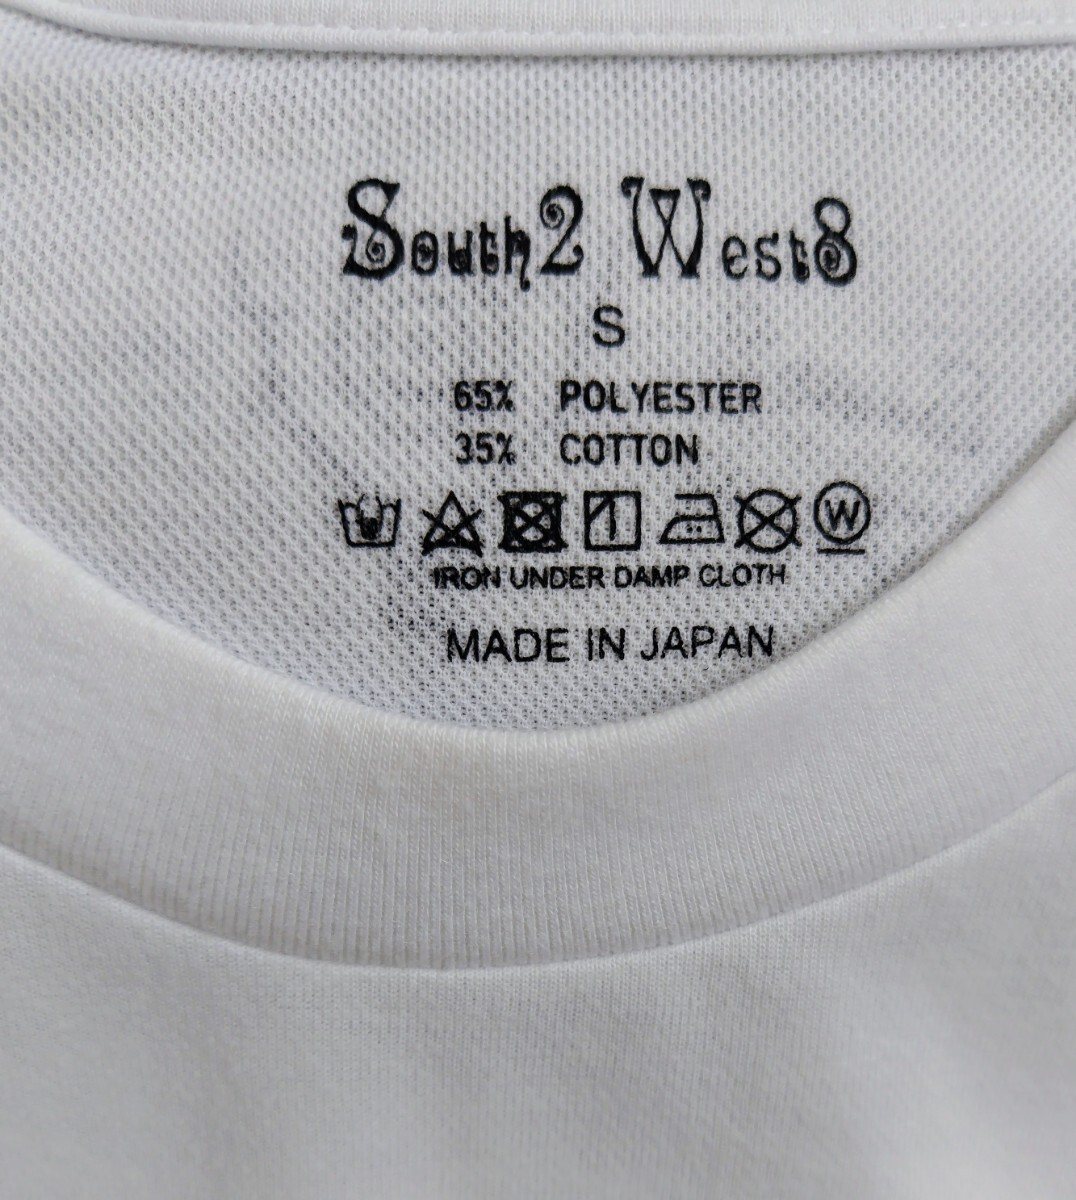 South2 West8
S
65% POLYESTER
35% COTTON
W
IRON UNDER DAMP CLOTH
MADE IN JAPAN